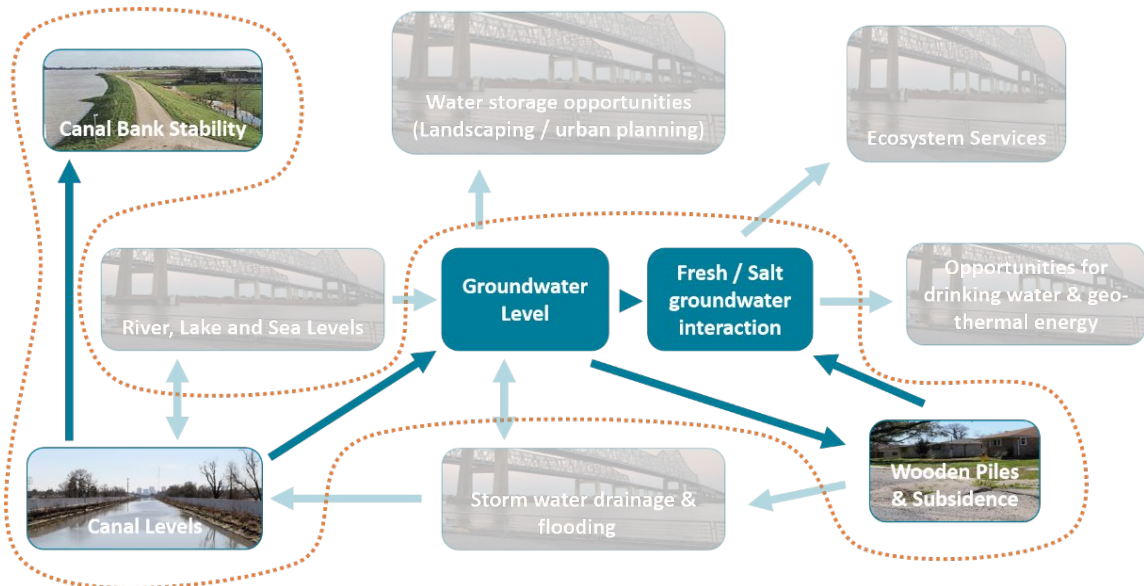 Water storage opportunities
(Landscaping / urban planning)
Canal Bank Stability
Ecosystem Services
River, Lake and Sea Levels
Groundwater
Level
Fresh / Salt
groundwater
interaction
Opportunities for
drinking water & geo-
thermal energy
Canal Levels
Storm water drainage &
flooding
Wooden Piles
& Subsidence